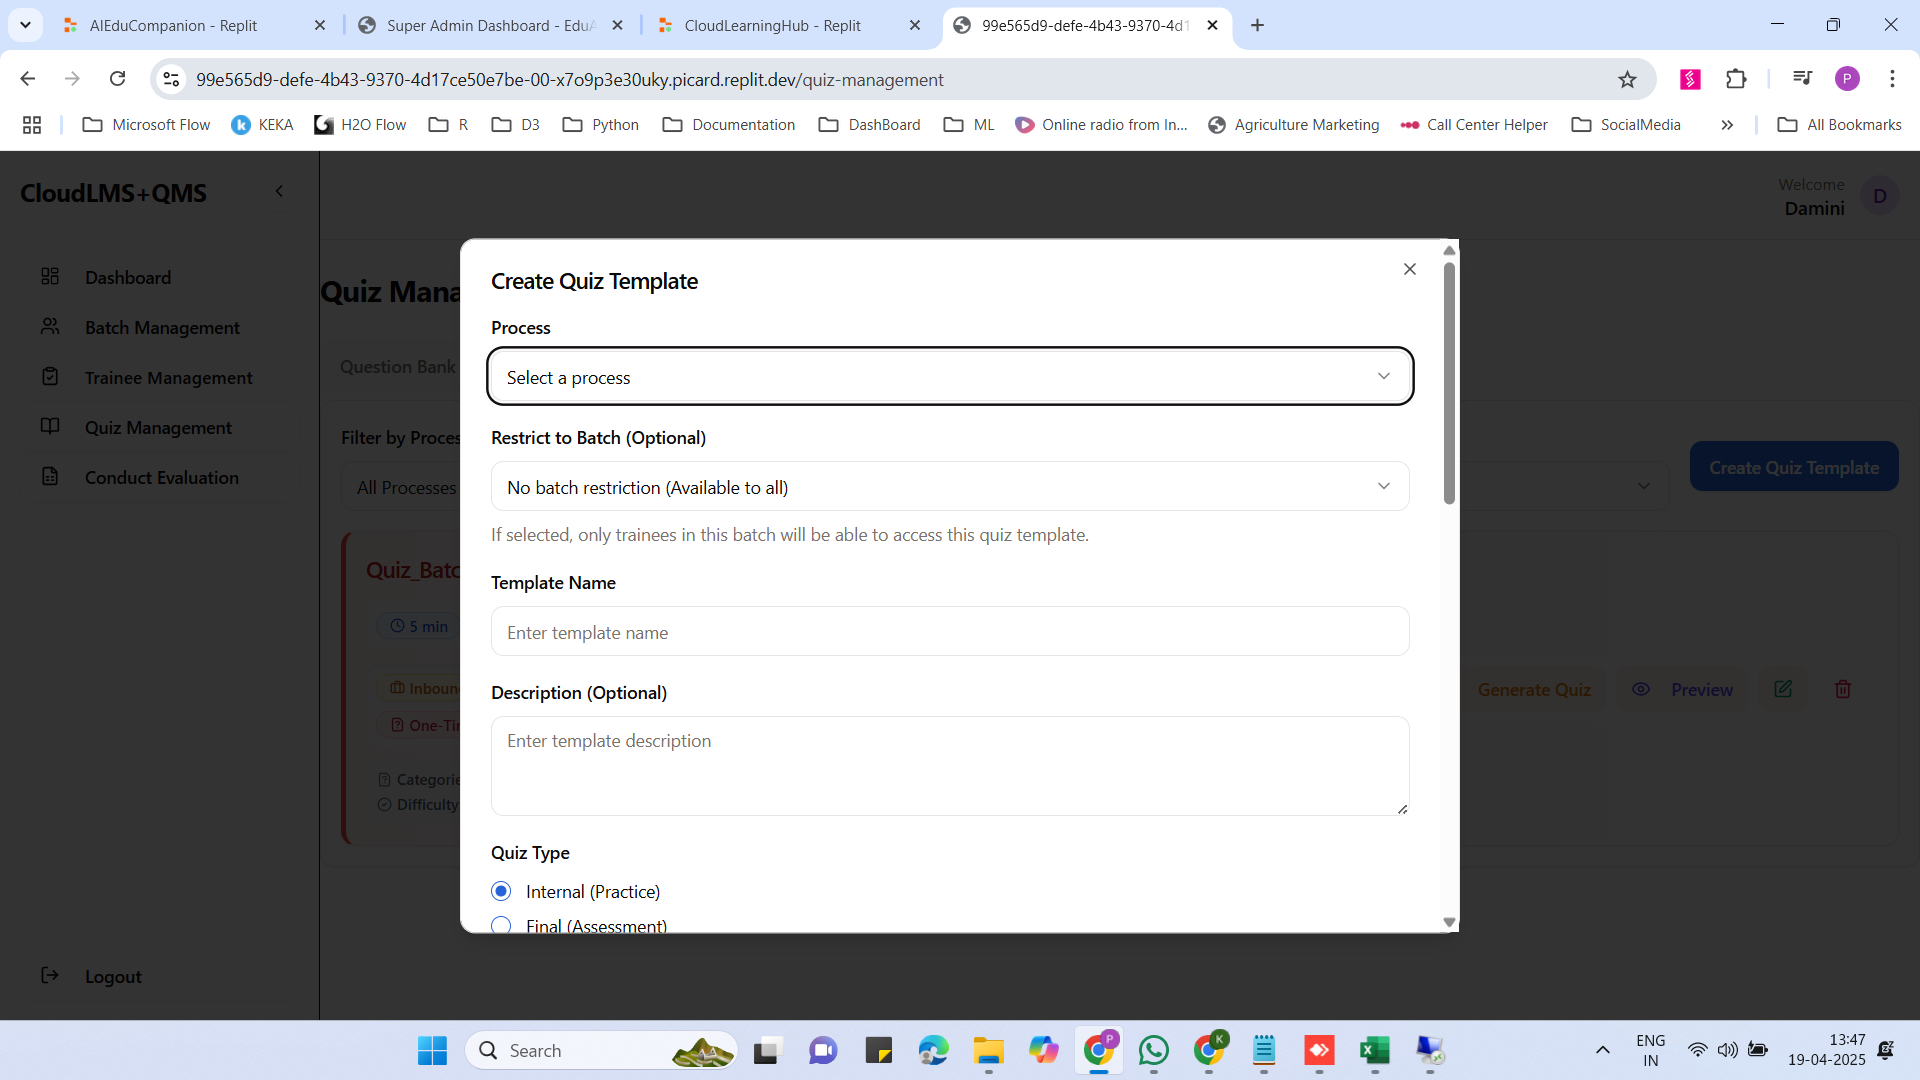 AIEduCompanion - Replit
Super Admin Dashboard - EduA
CloudLearningHub - Replit
99e565d9-defe-4b43-9370-4d1
99e565d9-defe-4b43-9370-4d17ce50e7be-00-x7o9p3e30uky.picard.replit.dev/quiz-management
P
Microsoft Flow
KEKA
H2O Flow
R
D3
Python
Documentation
DashBoard
ML
Online radio from In...
Agriculture Marketing
Call Center Helper
SocialMedia
All Bookmarks
CloudLMS+QMS
Welcome
Damini
D
Dashboard
Batch Management
Trainee Management
Quiz Management
Conduct Evaluation
Logout
Quiz Mana
Question Bank
Filter by Proces
All Processes
Create Quiz Template
Quiz_Batc
5 min
Inboun
One-Tin
Categorie
Difficulty
Generate Quiz
Preview
Create Quiz Template
Process
Select a process
Restrict to Batch (Optional)
No batch restriction (Available to all)
If selected, only trainees in this batch will be able to access this quiz template.
Template Name
Enter template name
Description (Optional)
Enter template description
Quiz Type
Internal (Practice)
Final (Assessment)
Search
P
K
ENG
IN
13:47
19-04-2025